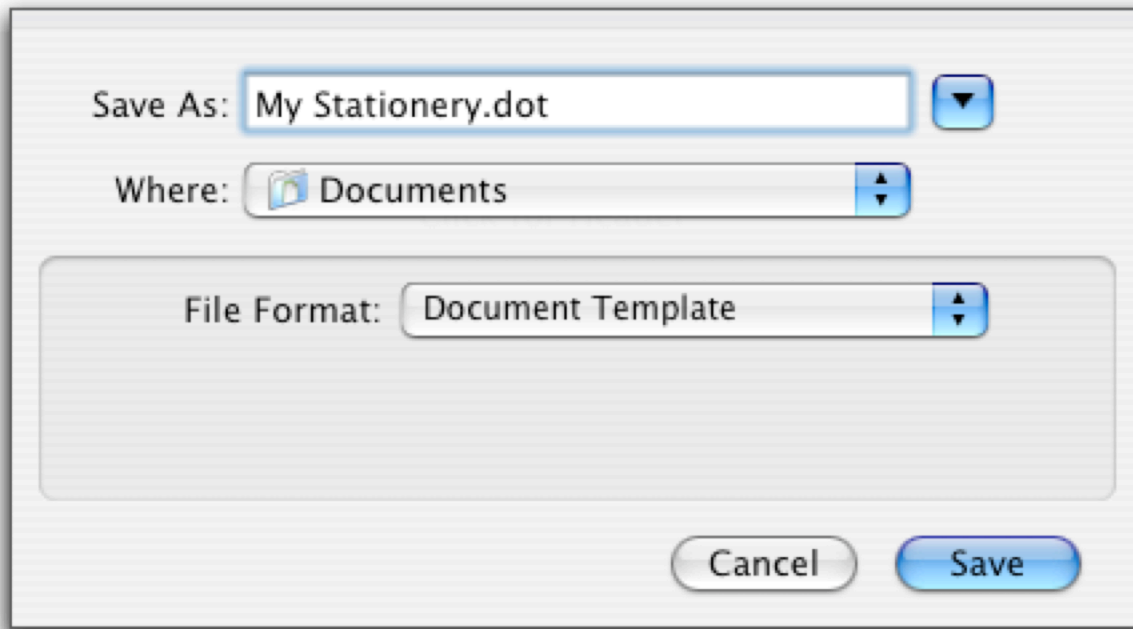 Save As: My Stationery.dot
Where: Documents
File Format: Document Template
Cancel Save